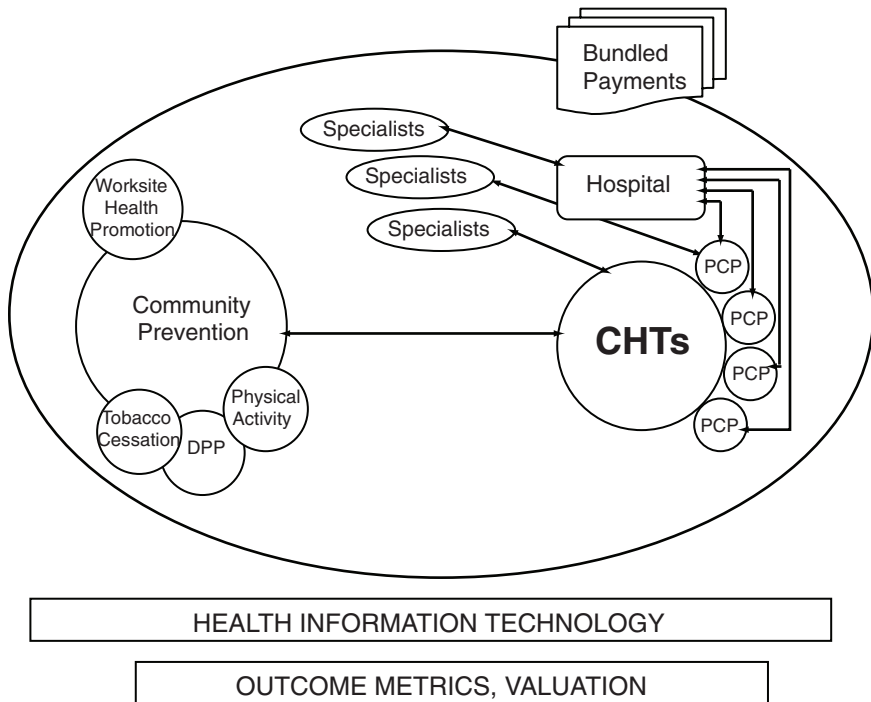 Bundled
Payments
Specialists
Specialists
Specialists
Hospital
Worksite
Health
Promotion
Community
Prevention
CHTs
PCP
PCP
PCP
PCP
Physical
Activity
Tobacco
Cessation
DPP
HEALTH INFORMATION TECHNOLOGY
OUTCOME METRICS, VALUATION